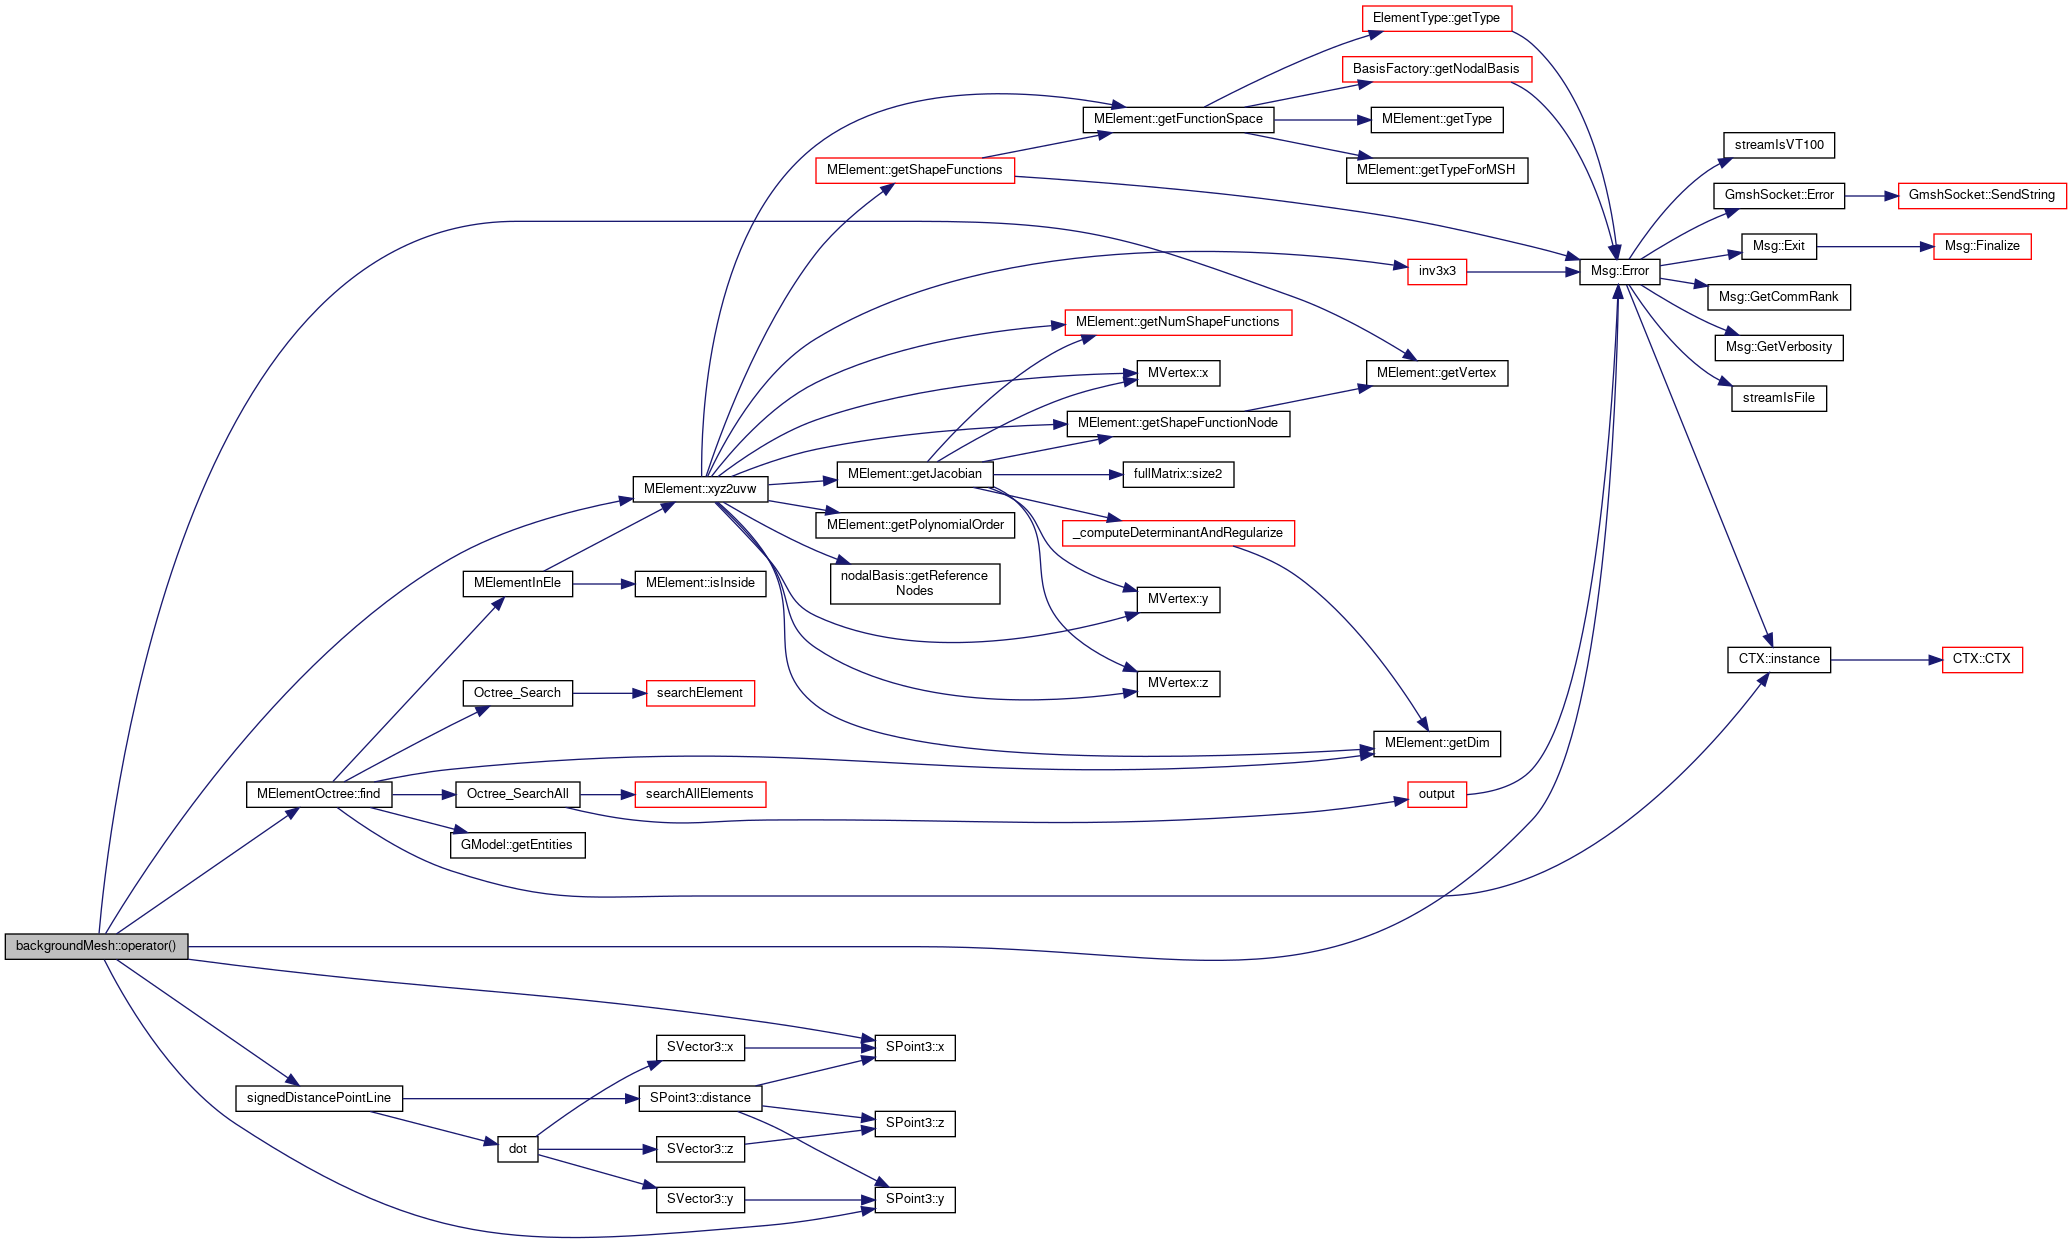 ElementType::getType
BasisFactory::getNodalBasis
MElement::getFunctionSpace
MElement::getType
streamIsVT100
MElement::getShapeFunctions
MElement::getTypeForMSH
GmshSocket::Error
GmshSocket::SendString
Msg::Exit
Msg::Finalize
inv3x3
Msg::Error
Msg::GetCommRank
MElement::getNumShapeFunctions
Msg::GetVerbosity
MVertex::x
MElement::getVertex
streamIsFile
MElement::getShapeFunctionNode
MElement::getJacobian
fullMatrix::size2
MElement::xyz2uvw
MElement::getPolynomialOrder
_computeDeterminantAndRegularize
nodalBasis::getReference
Nodes
MElementInEle
MElement::isInside
MVertex::y
CTX::instance
CTX::CTX
MVertex::z
Octree_Search
searchElement
MElement::getDim
MElementOctree::find
Octree_SearchAll
searchAllElements
output
GModel::getEntities
backgroundMesh::operator()
SVector3::x
SPoint3::x
signedDistancePointLine
SPoint3::distance
SPoint3::z
dot
SVector3::z
SVector3::y
SPoint3::y